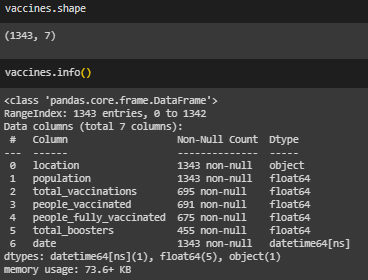 vaccines.shape
(1343, 7)
vaccines.info()
<class 'pandas.core.frame.DataFrame'>
RangeIndex: 1343 entries, 0 to 1342
Data columns (total 7 columns):
 #   Column                   Non-Null Count  Dtype
---  ------                   --------------  -----
 0   location                 1343 non-null   object
 1   population               1343 non-null   float64
 2   total_vaccinations       695 non-null    float64
 3   people_vaccinated        691 non-null    float64
 4   people_fully_vaccinated  675 non-null    float64
 5   total_boosters           455 non-null    float64
 6   date                     1343 non-null   datetime64[ns]
dtypes: datetime64[ns](1), float64(5), object(1)
memory usage: 73.6+ KB